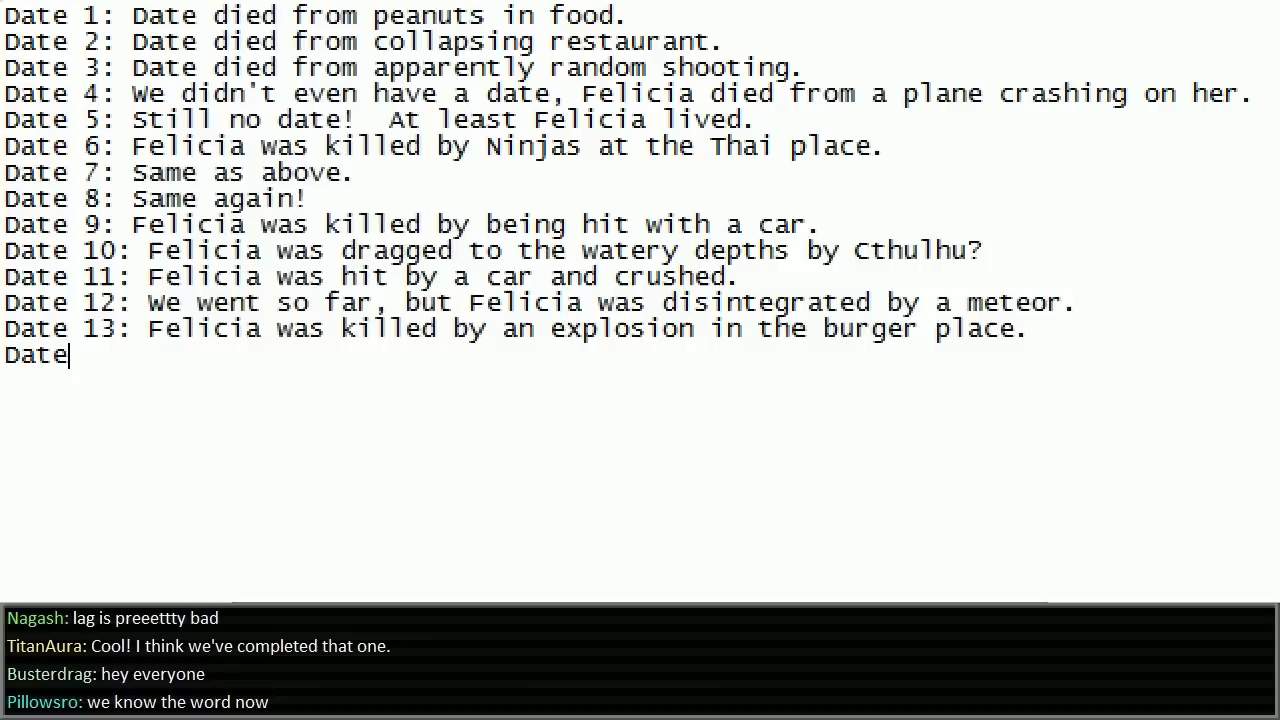 Date 1: Date died from peanuts in food.
Date 2: Date died from collapsing restaurant.
Date 3: Date died from apparently random shooting.
Date 4: We didn't even have a date, Felicia died from a plane crashing on her.
Date 5: Still no date!  At least Felicia lived.
Date 6: Felicia was killed by Ninjas at the Thai place.
Date 7: Same as above.
Date 8: Same again!
Date 9: Felicia was killed by being hit with a car.
Date 10: Felicia was dragged to the watery depths by Cthulhu?
Date 11: Felicia was hit by a car and crushed.
Date 12: We went so far, but Felicia was disintegrated by a meteor.
Date 13: Felicia was killed by an explosion in the burger place.
Date
Nagash: lag is preeettty bad
TitanAura: Cool! I think we've completed that one.
Busterdrag: hey everyone
Pillowsro: we know the word now